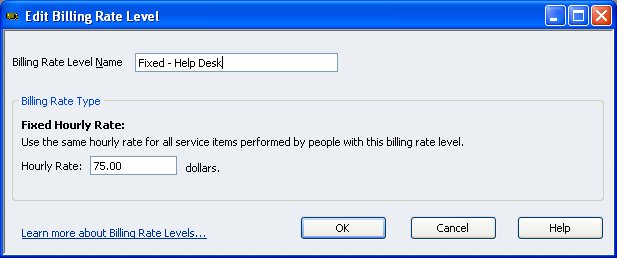 Edit Billing Rate Level
Billing Rate Level Name Fixed - Help Desk
Billing Rate Type
Fixed Hourly Rate:
Use the same hourly rate for all service items performed by people with this billing rate level.
Hourly Rate: 75.00 dollars.
Learn more about Billing Rate Levels... OK Cancel Help